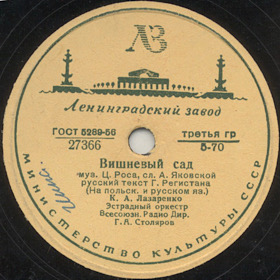 ЛЗ
Ленинградский завод
ГОСТ 5289-56
третья гр
27366
5-70
Вишневый сад
муз. Ц. Роса, сл. А. Яковской
русский текст Г. Регистана
(На польск. и русском яз.)
К. А. Лазаренко
Эстрадный оркестр
Всесоюзн. Радио Дир.
Г. А. Столяров
МИНИСТЕРСТВО КУЛЬТУРЫ СССР